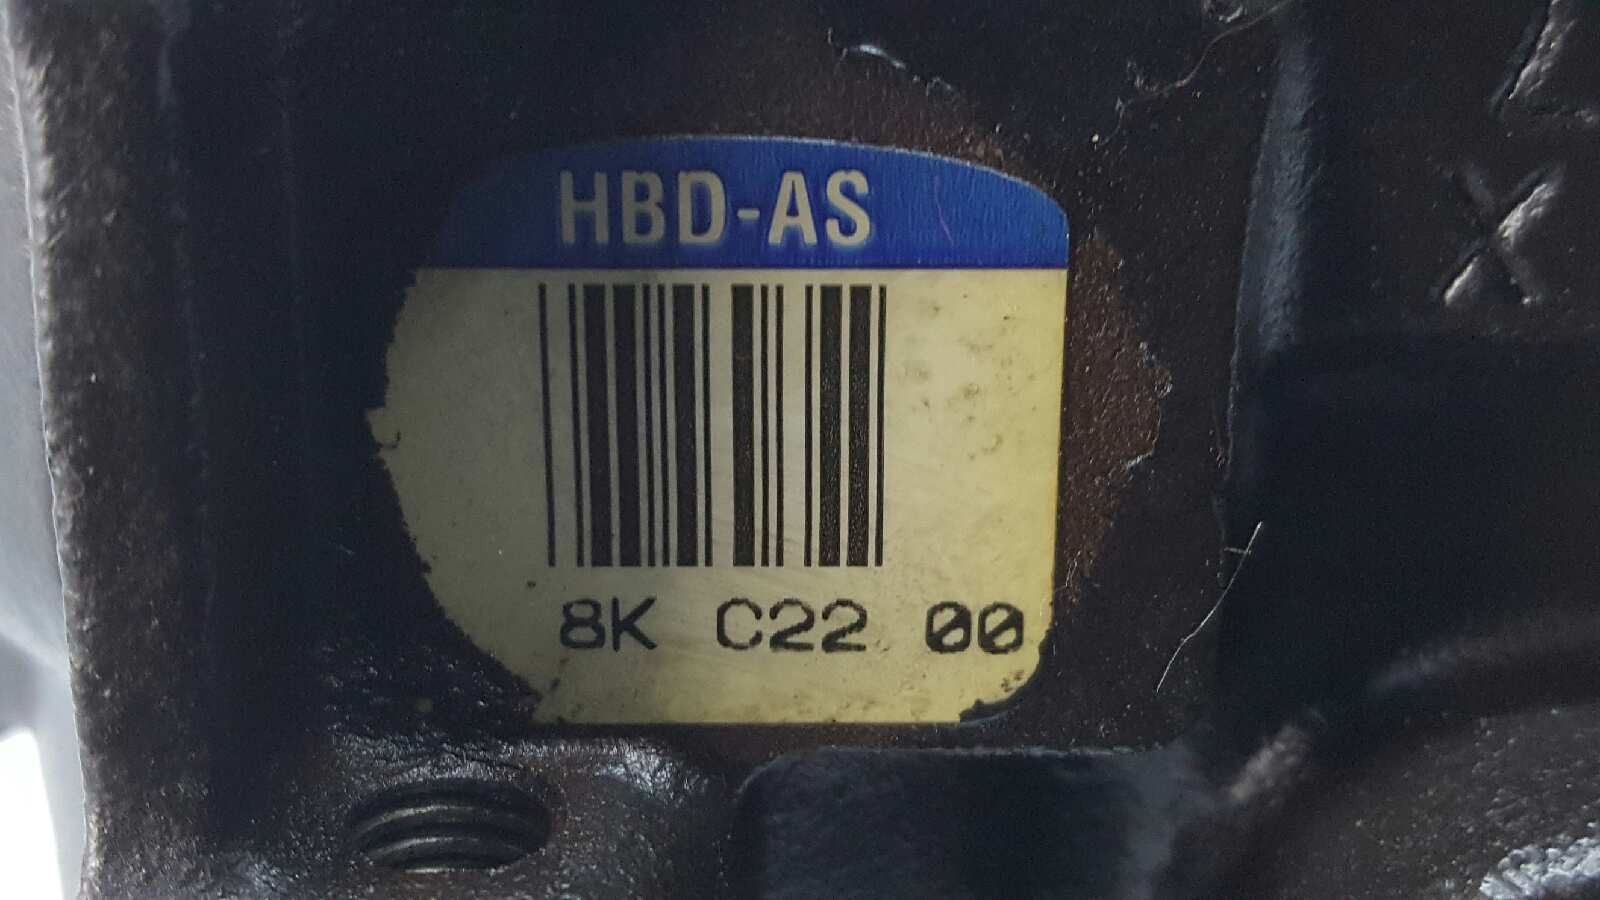 HBD-AS
8K C22 00
X